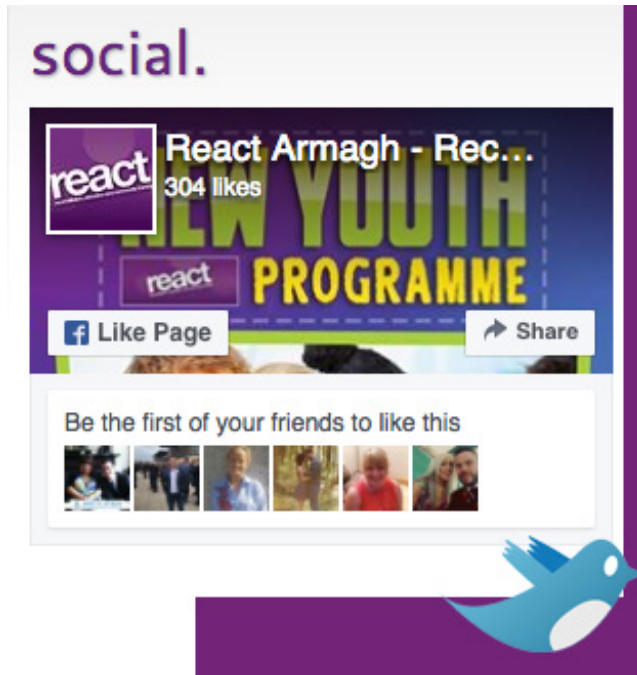 social.
React Armagh - Rec...
304 likes
react
NEW YOUTH
react
PROGRAMME
Like Page
Share
Be the first of your friends to like this